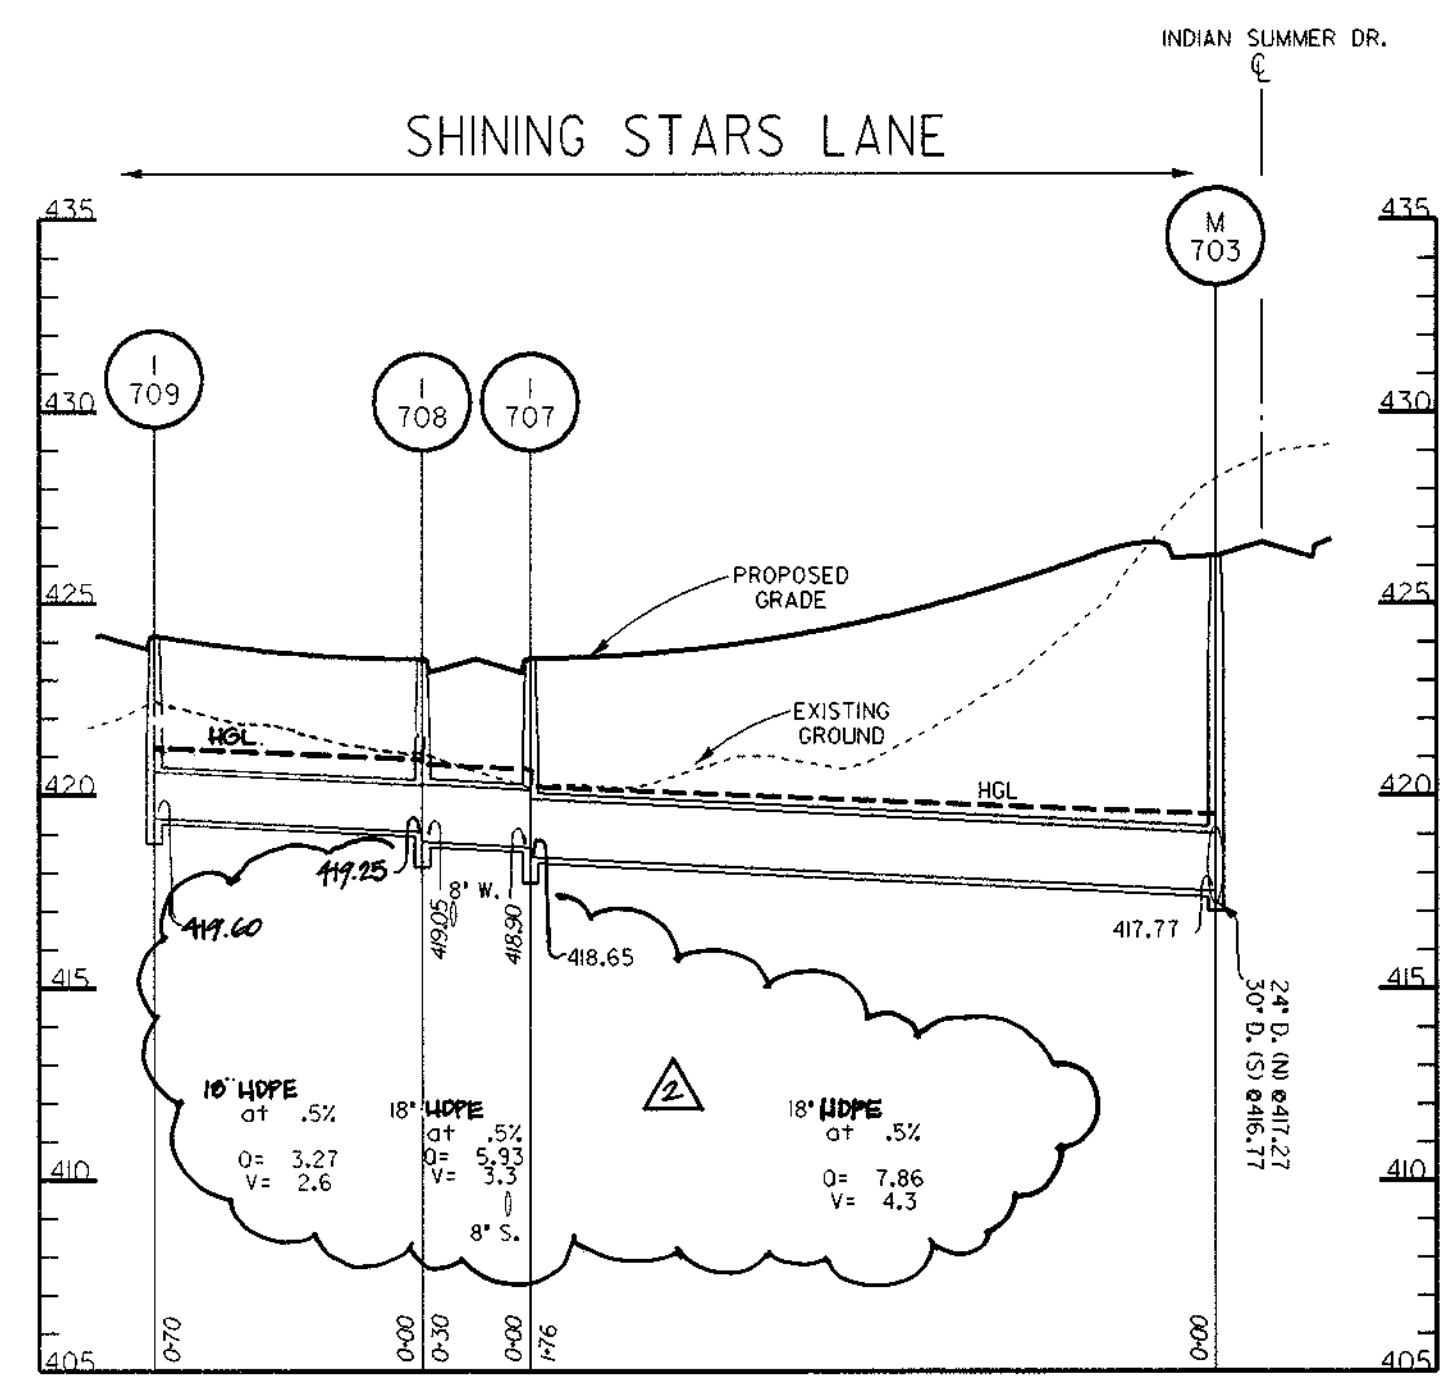 INDIAN SUMMER DR.
℄
SHINING STARS LANE
435
435
M
703
I
709
I
708
I
707
430
430
425
425
PROPOSED
GRADE
EXISTING
GROUND
HGL
HGL
420
420
419.60
419.25
419.05
8" W.
418.90
418.65
417.77
24" D. (N) @417.27
30" D. (S) @416.77
415
415
2
18" HDPE
at .5%
Q= 3.27
V= 2.6
18" HDPE
at .5%
Q= 5.93
V= 3.3
8" S.
18" HDPE
at .5%
Q= 7.86
V= 4.3
410
410
0+70
0+00
0+30
0+00
1+76
0+00
405
405